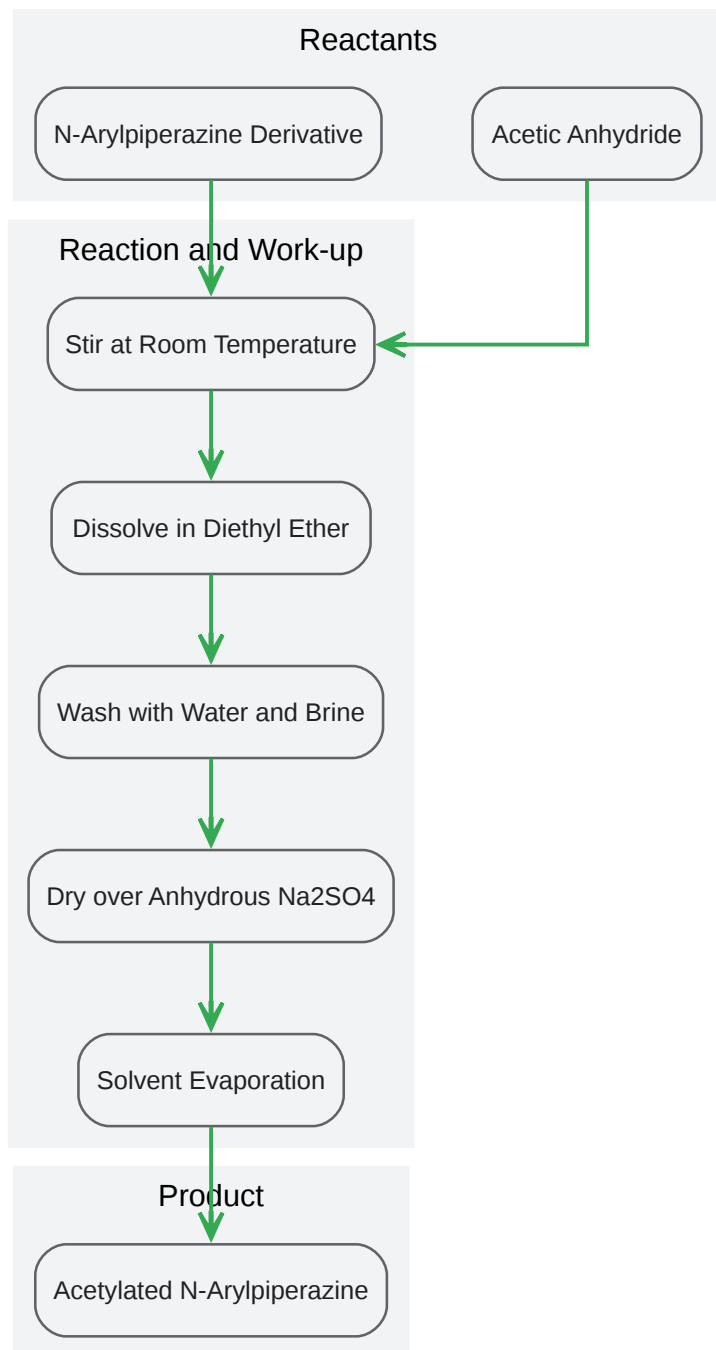 Reactants
N-Arylpiperazine Derivative
Acetic Anhydride
Reaction and Work-up
Stir at Room Temperature
Dissolve in Diethyl Ether
Wash with Water and Brine
Dry over Anhydrous Na2SO4
Solvent Evaporation
Product
Acetylated N-Arylpiperazine